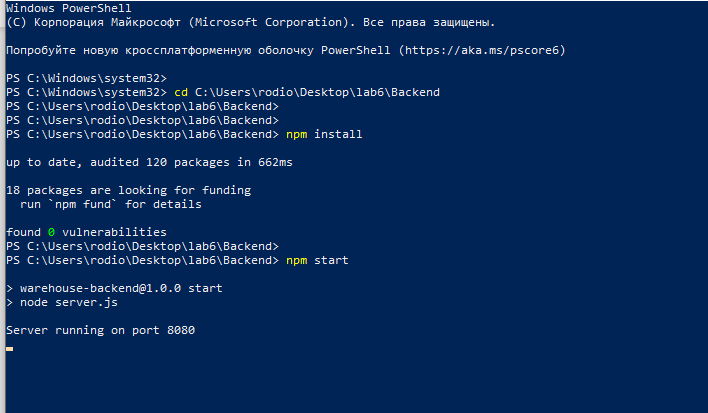 Windows PowerShell
(C) Корпорация Майкрософт (Microsoft Corporation). Все права защищены.
Попробуйте новую кроссплатформенную оболочку PowerShell (https://aka.ms/pscore6)
PS C:\Windows\system32>
PS C:\Windows\system32> cd C:\Users\rodio\Desktop\lab6\Backend
PS C:\Users\rodio\Desktop\lab6\Backend>
PS C:\Users\rodio\Desktop\lab6\Backend>
PS C:\Users\rodio\Desktop\lab6\Backend> npm install
up to date, audited 120 packages in 662ms
18 packages are looking for funding
  run `npm fund` for details
found 0 vulnerabilities
PS C:\Users\rodio\Desktop\lab6\Backend>
PS C:\Users\rodio\Desktop\lab6\Backend> npm start
> warehouse-backend@1.0.0 start
> node server.js
Server running on port 8080